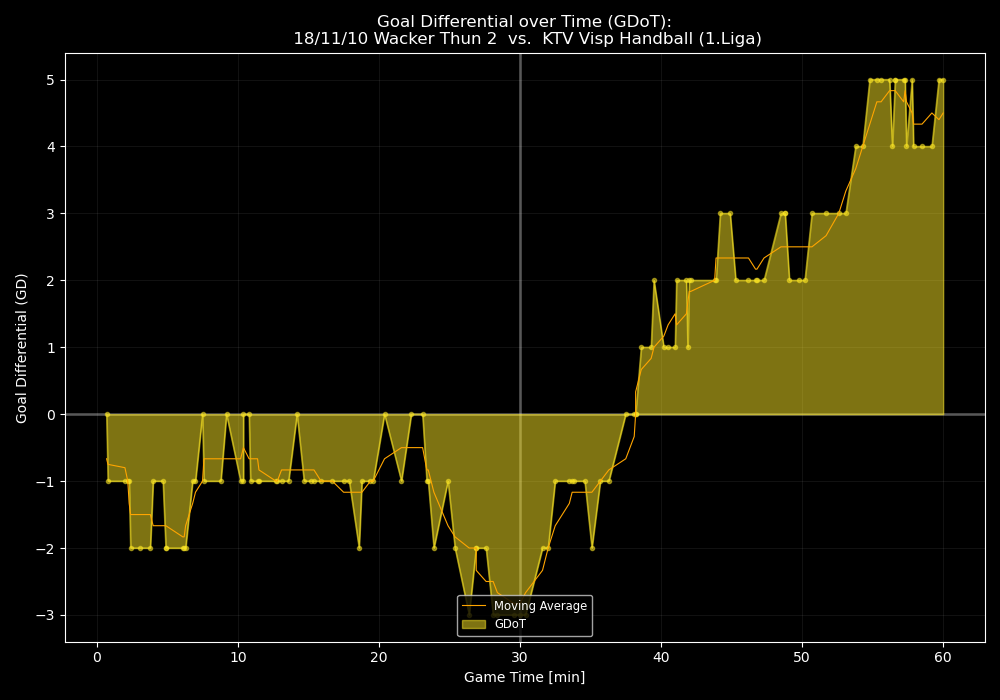 Goal Differential over Time (GDoT):
18/11/10 Wacker Thun 2  vs.  KTV Visp Handball (1.Liga)
Goal Differential (GD)
5
4
3
2
1
0
−1
−2
−3
Moving Average
GDoT
0
10
20
30
40
50
60
Game Time [min]